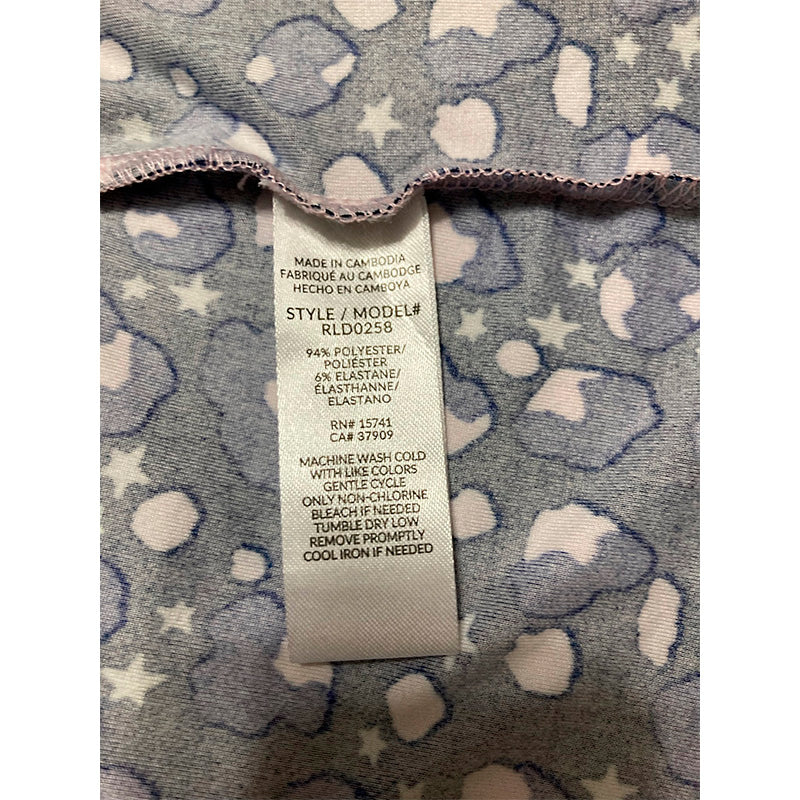 MADE IN CAMBODIA
FABRIQUÉ AU CAMBODGE
HECHO EN CAMBOYA
STYLE / MODEL#
RLD0258
94% POLYESTER/
POLIÉSTER
6% ELASTANE/
ÉLASTHANNE/
ELASTANO
RN# 15741
CA# 37909
MACHINE WASH COLD
WITH LIKE COLORS
GENTLE CYCLE
ONLY NON-CHLORINE
BLEACH IF NEEDED
TUMBLE DRY LOW
REMOVE PROMPTLY
COOL IRON IF NEEDED